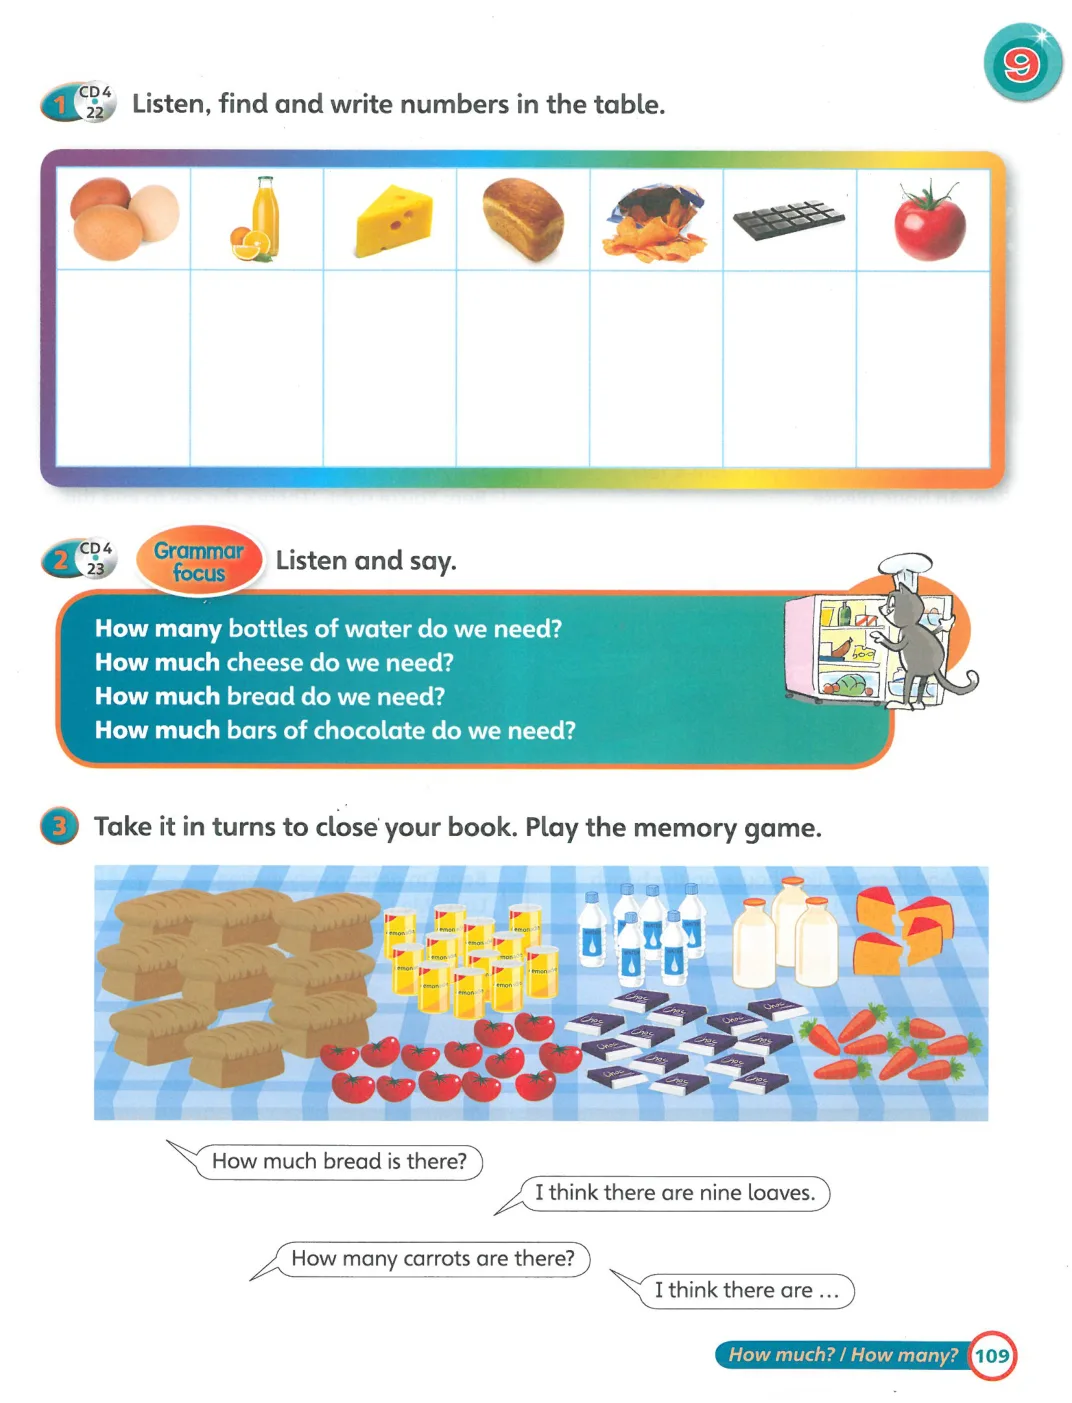 9
1 CD4 22 Listen, find and write numbers in the table.
2 CD4 23 Grammar focus Listen and say.
How many bottles of water do we need?
How much cheese do we need?
How much bread do we need?
How much bars of chocolate do we need?
3 Take it in turns to close your book. Play the memory game.
How much bread is there?
I think there are nine loaves.
How many carrots are there?
I think there are ...
How much? / How many? 109